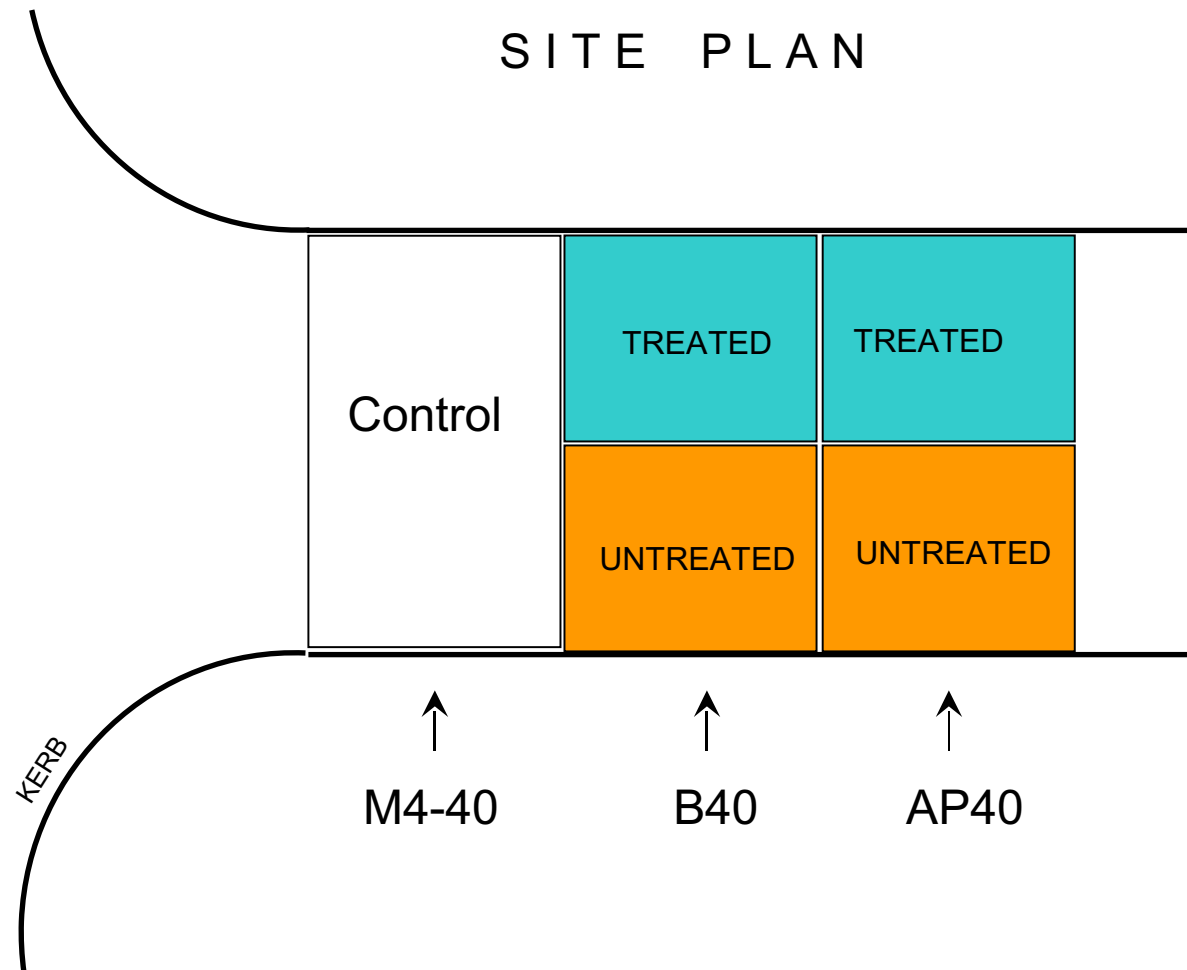 SITE PLAN
TREATED
TREATED
Control
UNTREATED
UNTREATED
KERB
M4-40
B40
AP40